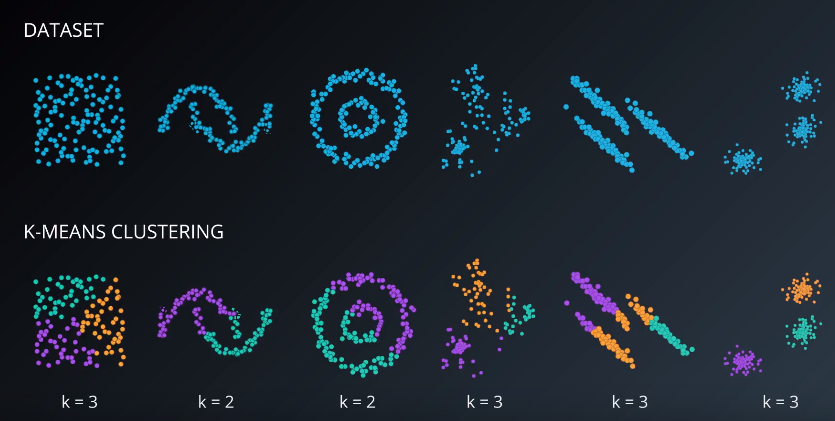 DATASET
K-MEANS CLUSTERING
k = 3
k = 2
k = 2
k = 3
k = 3
k = 3